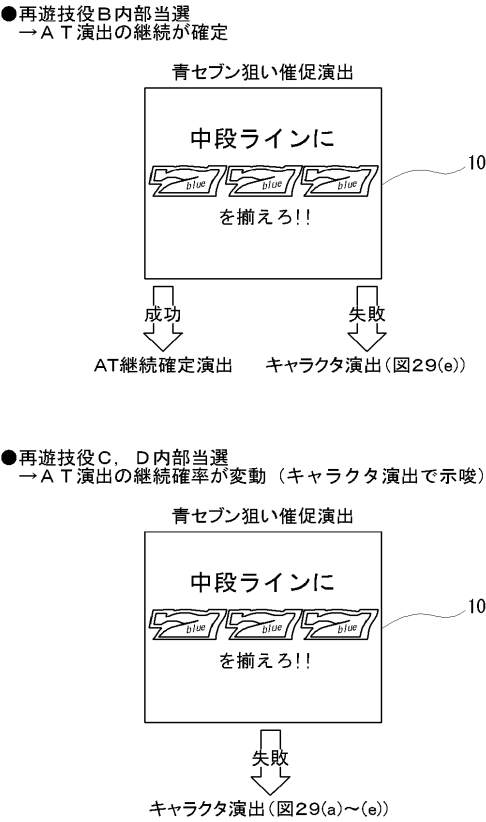 ●再遊技役Ｂ内部当選
→ＡＴ演出の継続が確定
青セブン狙い催促演出
中段ラインに
10
blue blue blue
を揃えろ!!
成功 失敗
AT継続確定演出 キャラクタ演出(図29(e))
●再遊技役Ｃ，Ｄ内部当選
→ＡＴ演出の継続確率が変動（キャラクタ演出で示唆）
青セブン狙い催促演出
中段ラインに
10
blue blue blue
を揃えろ!!
失敗
キャラクタ演出(図29(a)～(e))